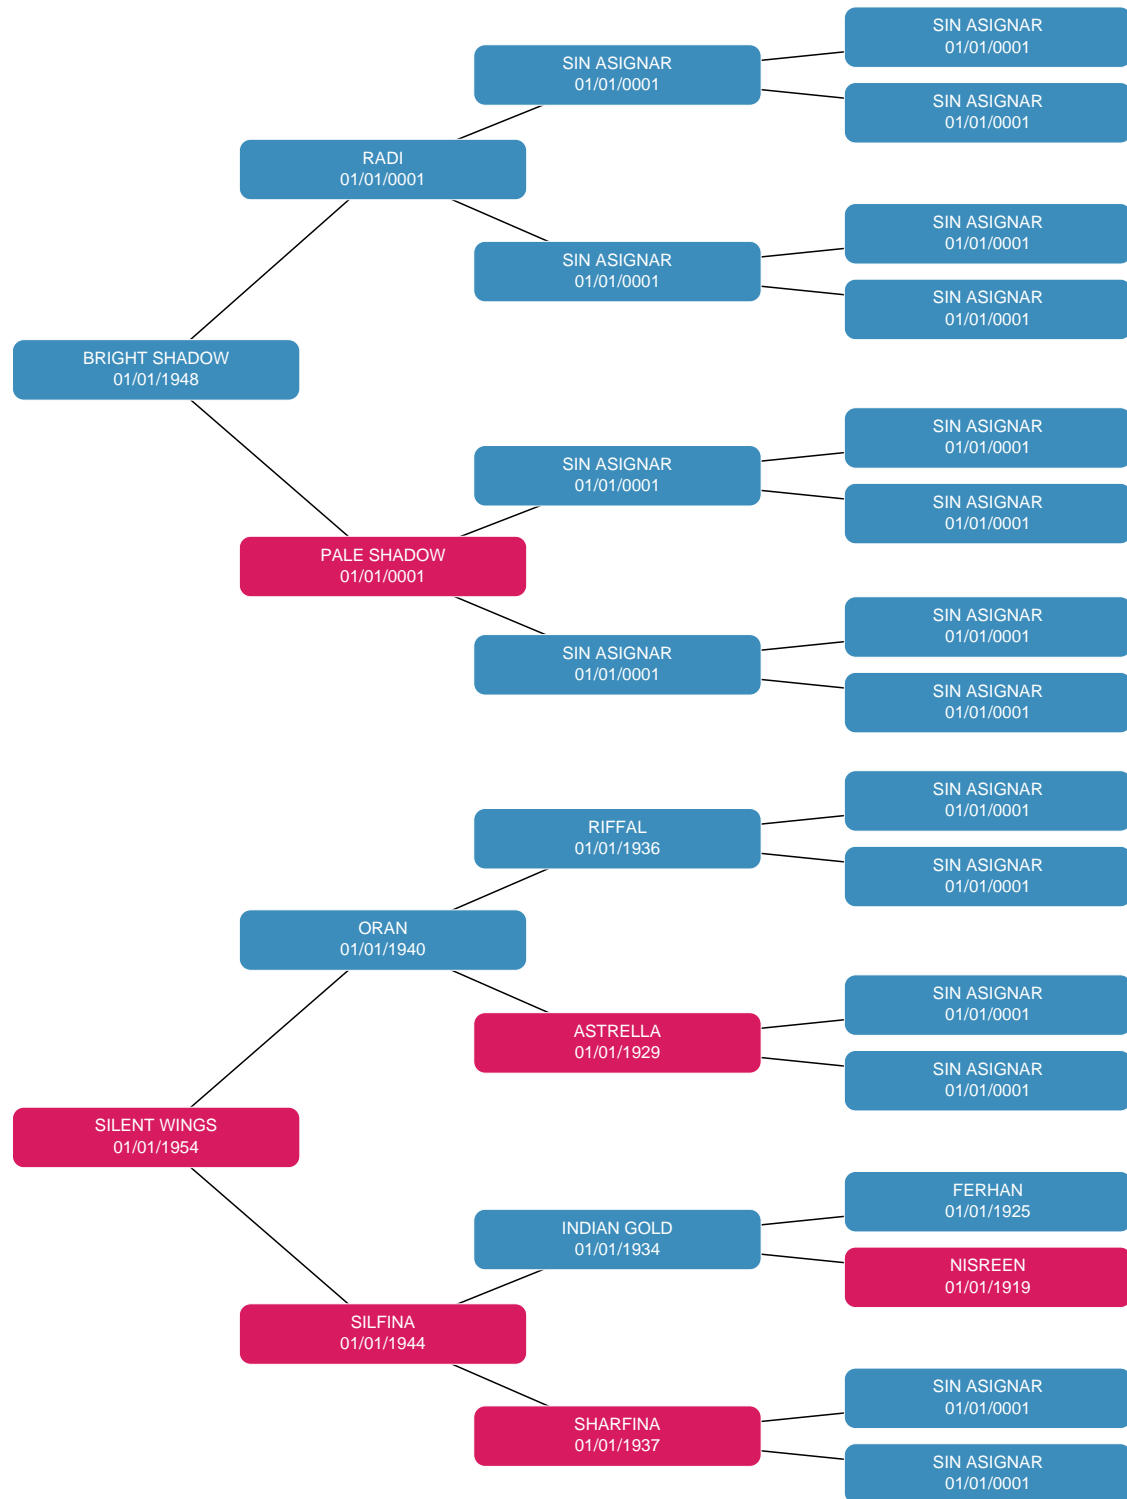 SIN ASIGNAR
01/01/0001
SIN ASIGNAR
01/01/0001
SIN ASIGNAR
01/01/0001
RADI
01/01/0001
SIN ASIGNAR
01/01/0001
SIN ASIGNAR
01/01/0001
SIN ASIGNAR
01/01/0001
BRIGHT SHADOW
01/01/1948
SIN ASIGNAR
01/01/0001
SIN ASIGNAR
01/01/0001
SIN ASIGNAR
01/01/0001
PALE SHADOW
01/01/0001
SIN ASIGNAR
01/01/0001
SIN ASIGNAR
01/01/0001
SIN ASIGNAR
01/01/0001
SIN ASIGNAR
01/01/0001
RIFFAL
01/01/1936
SIN ASIGNAR
01/01/0001
ORAN
01/01/1940
SIN ASIGNAR
01/01/0001
ASTRELLA
01/01/1929
SIN ASIGNAR
01/01/0001
SILENT WINGS
01/01/1954
FERHAN
01/01/1925
INDIAN GOLD
01/01/1934
NISREEN
01/01/1919
SILFINA
01/01/1944
SIN ASIGNAR
01/01/0001
SHARFINA
01/01/1937
SIN ASIGNAR
01/01/0001